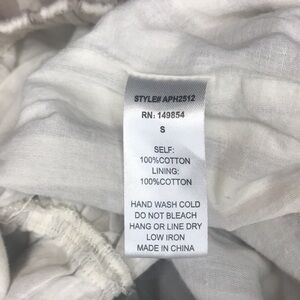 STYLE# APH2512
RN: 149854
S
SELF:
100%COTTON
LINING:
100%COTTON
HAND WASH COLD
DO NOT BLEACH
HANG OR LINE DRY
LOW IRON
MADE IN CHINA